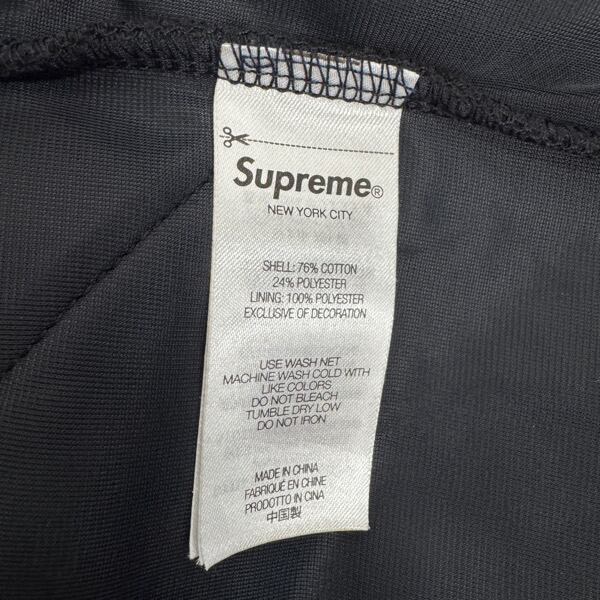 Supreme®
NEW YORK CITY
SHELL: 76% COTTON
24% POLYESTER
LINING: 100% POLYESTER
EXCLUSIVE OF DECORATION
USE WASH NET
MACHINE WASH COLD WITH
LIKE COLORS
DO NOT BLEACH
TUMBLE DRY LOW
DO NOT IRON
MADE IN CHINA
FABRIQUÉ EN CHINE
PRODOTTO IN CINA
中国製